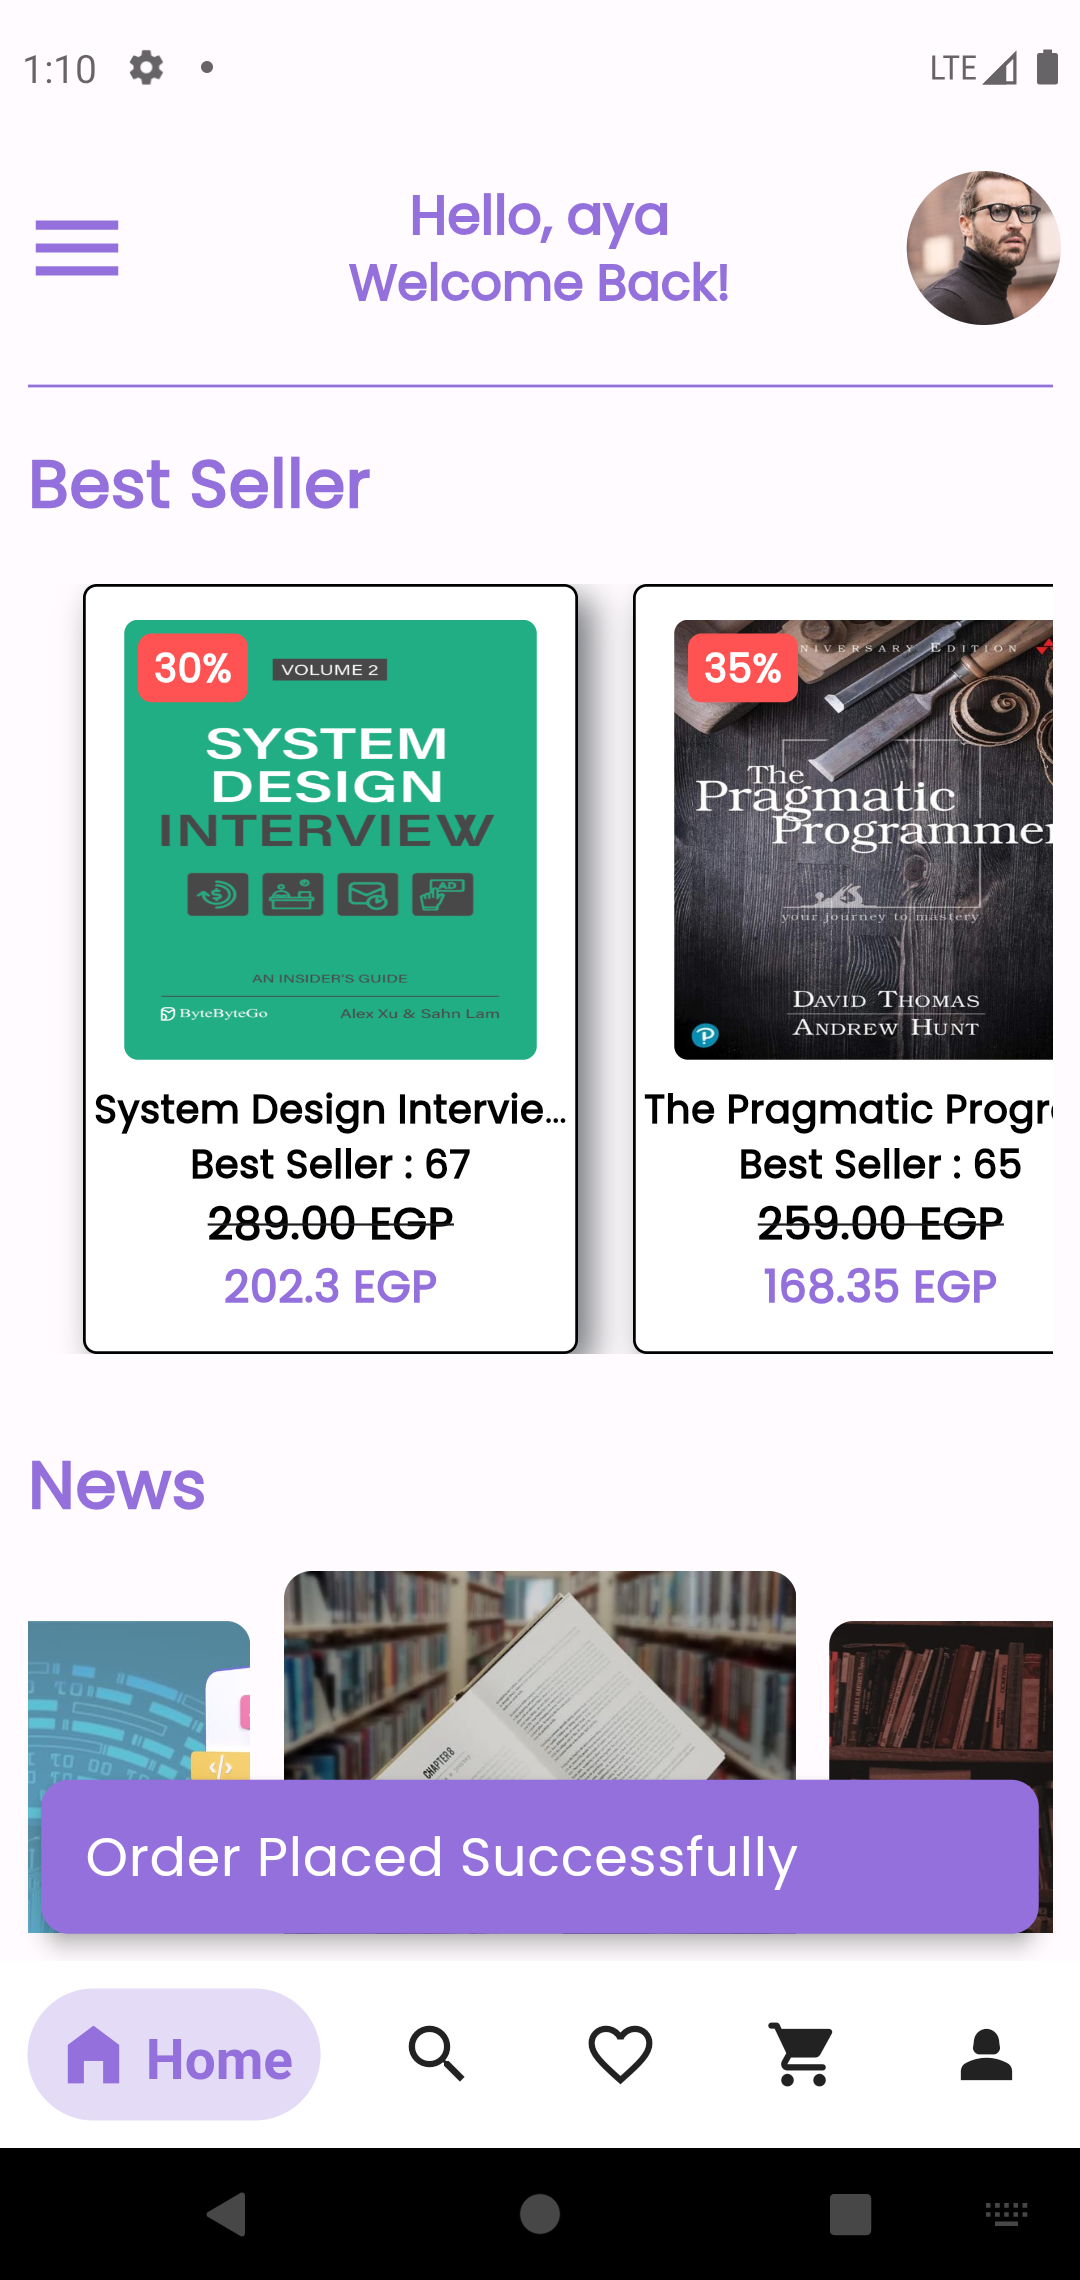 1:10
LTE
Hello, aya
Welcome Back!
Best Seller
30%
VOLUME 2
SYSTEM
DESIGN
INTERVIEW
AD
AN INSIDER'S GUIDE
ByteByteGo
Alex Xu & Sahn Lam
System Design Intervie...
Best Seller : 67
289.00 EGP
202.3 EGP
35%
NIVERSARY EDITION
The
Pragmatic
Programmer
your journey to mastery
DAVID THOMAS
ANDREW HUNT
P
The Pragmatic Progr
Best Seller : 65
259.00 EGP
168.35 EGP
News
</>
CHAPTER 8
Order Placed Successfully
Home